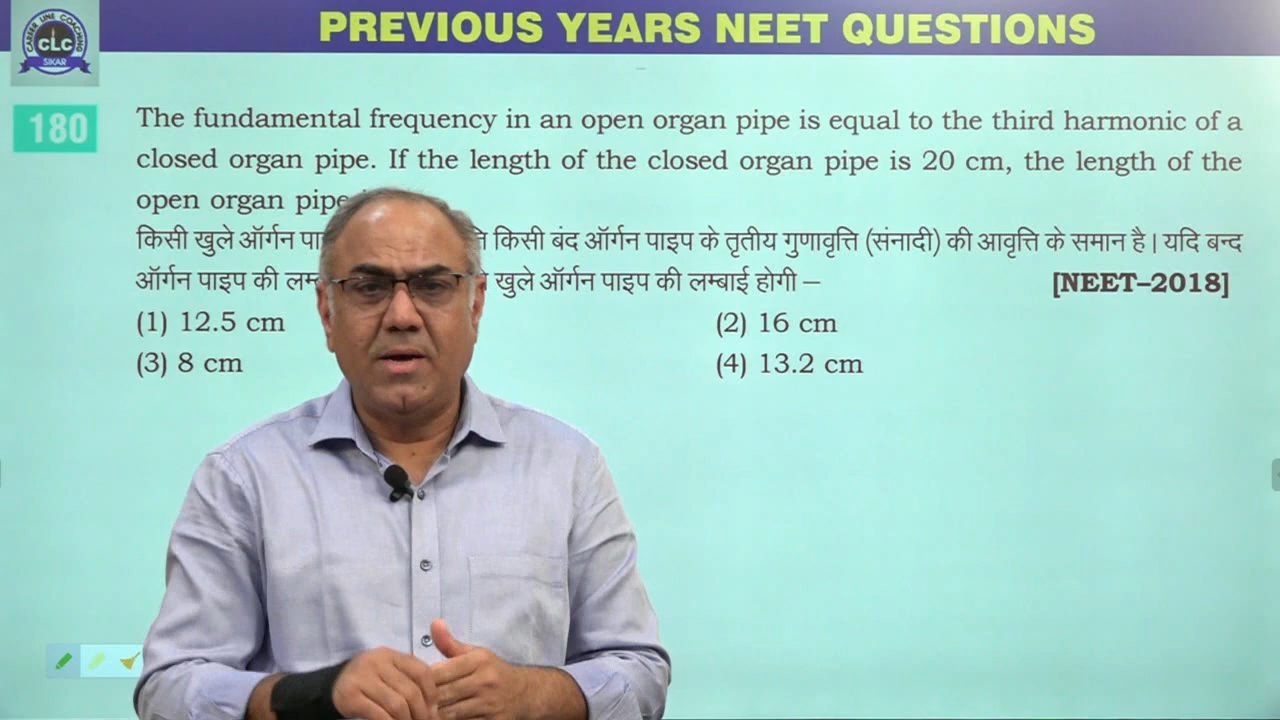 PREVIOUS YEARS NEET QUESTIONS
CAREER LINE COACHING
CLC
SIKAR
180
The fundamental frequency in an open organ pipe is equal to the third harmonic of a
closed organ pipe. If the length of the closed organ pipe is 20 cm, the length of the
open organ pipe
किसी खुले ऑर्गन किसी बंद ऑर्गन पाइप के तृतीय गुणावृत्ति (संनादी) की आवृत्ति के समान है। यदि बन्द
ऑर्गन पाइप की खुले ऑर्गन पाइप की लम्बाई होगी – [NEET–2018]
(1) 12.5 cm (2) 16 cm
(3) 8 cm (4) 13.2 cm